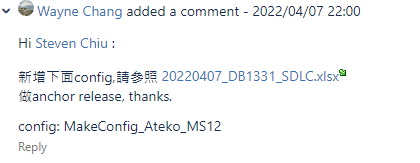 Wayne Chang added a comment - 2022/04/07 22:00
Hi Steven Chiu :
新增下面config,請參照 20220407_DB1331_SDLC.xlsx
做anchor release, thanks.
config: MakeConfig_Ateko_MS12
Reply